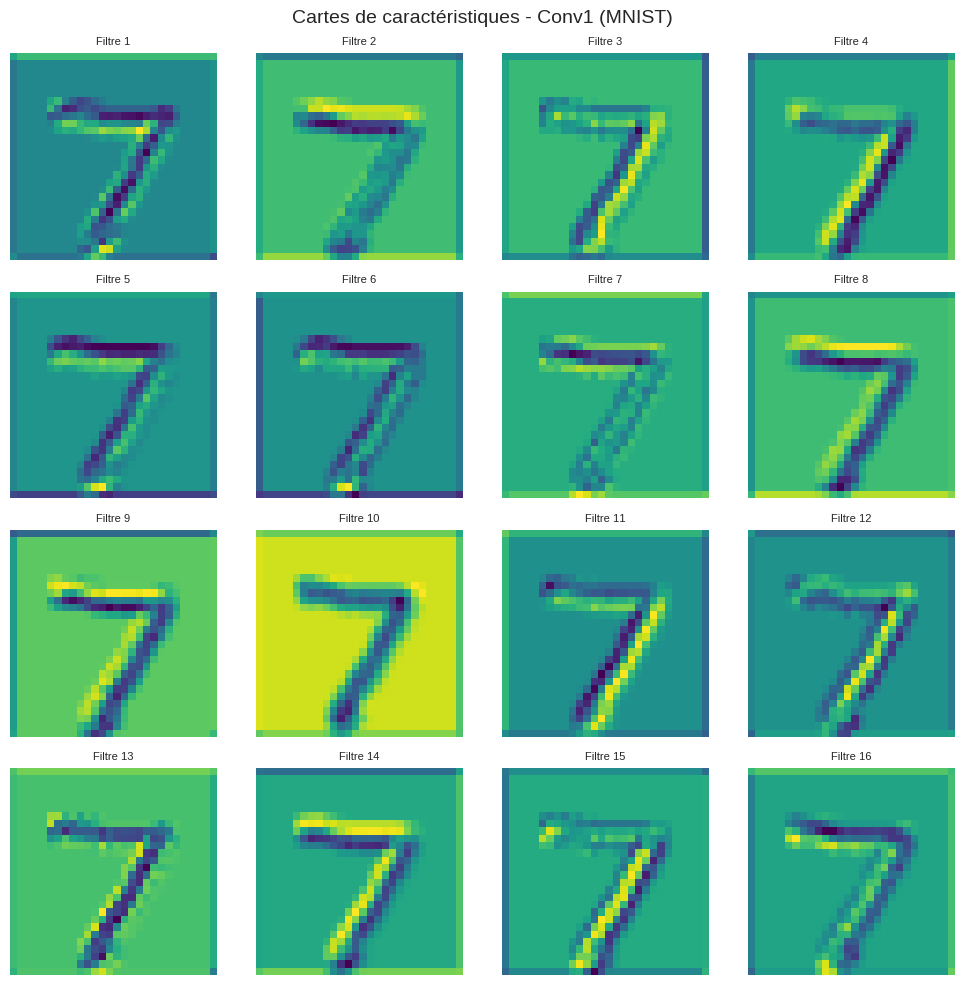 Cartes de caractéristiques - Conv1 (MNIST)
Filtre 1
Filtre 2
Filtre 3
Filtre 4
Filtre 5
Filtre 6
Filtre 7
Filtre 8
Filtre 9
Filtre 10
Filtre 11
Filtre 12
Filtre 13
Filtre 14
Filtre 15
Filtre 16